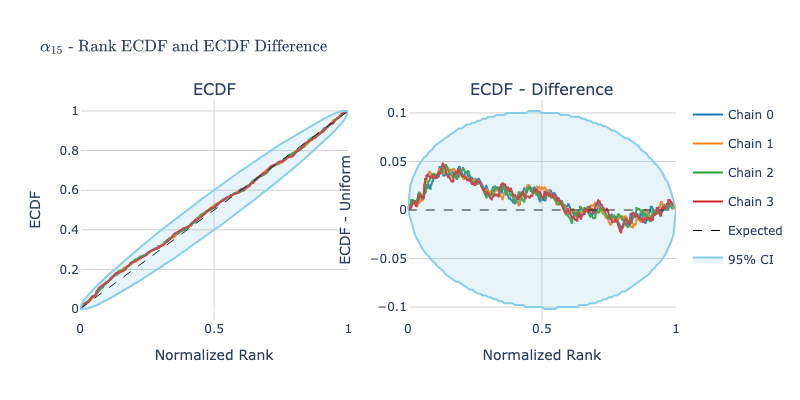 α₁₅ - Rank ECDF and ECDF Difference
ECDF
ECDF
1
0.8
0.6
0.4
0.2
0
0
0.5
1
Normalized Rank
ECDF - Difference
ECDF - Uniform
0.1
0.05
0
−0.05
−0.1
0
0.5
1
Normalized Rank
Chain 0
Chain 1
Chain 2
Chain 3
Expected
95% CI